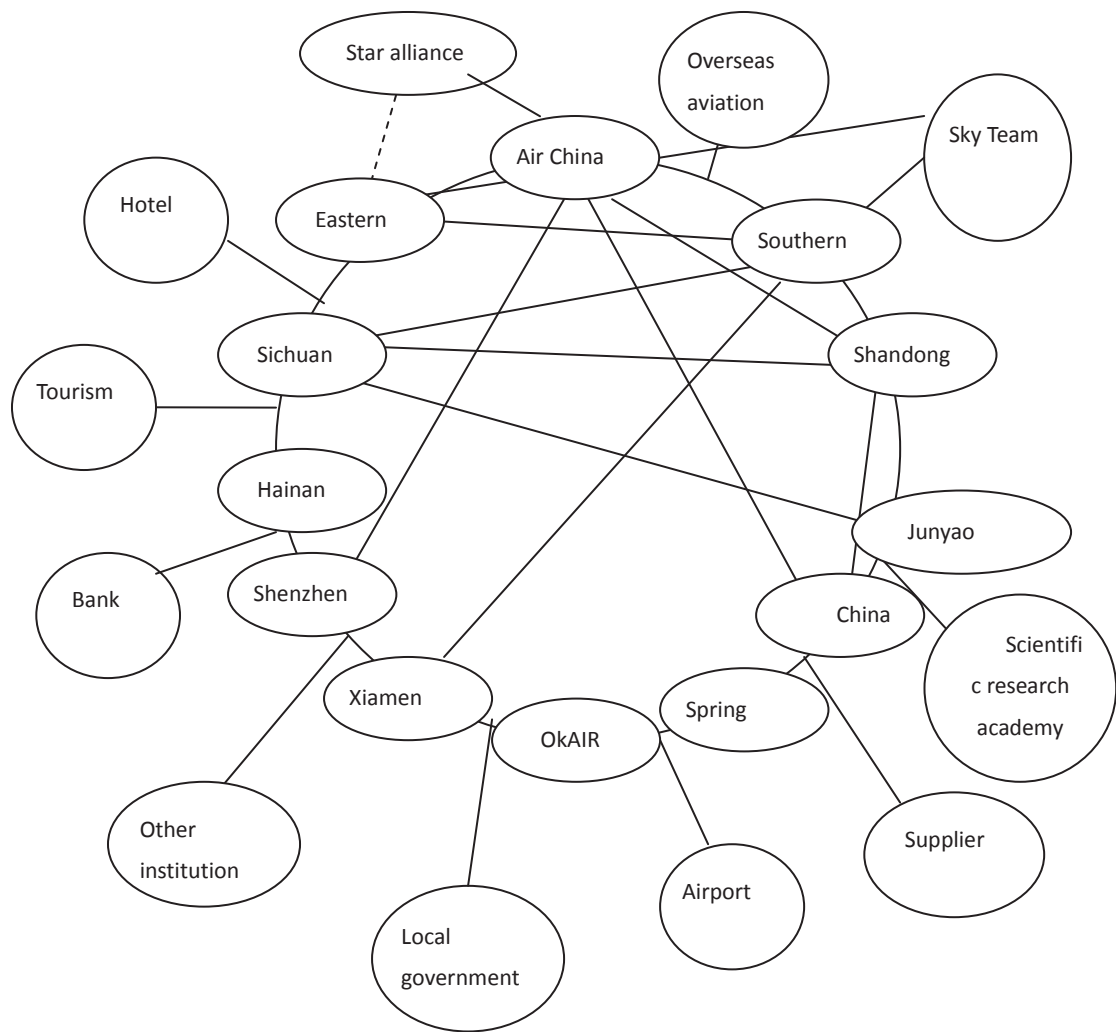 Star alliance
Overseas
aviation
Sky Team
Air China
Hotel
Eastern
Southern
Sichuan
Shandong
Tourism
Hainan
Junyao
Bank
Shenzhen
China
Scientifi
c research
academy
Xiamen
Spring
OkAIR
Other
institution
Supplier
Airport
Local
government